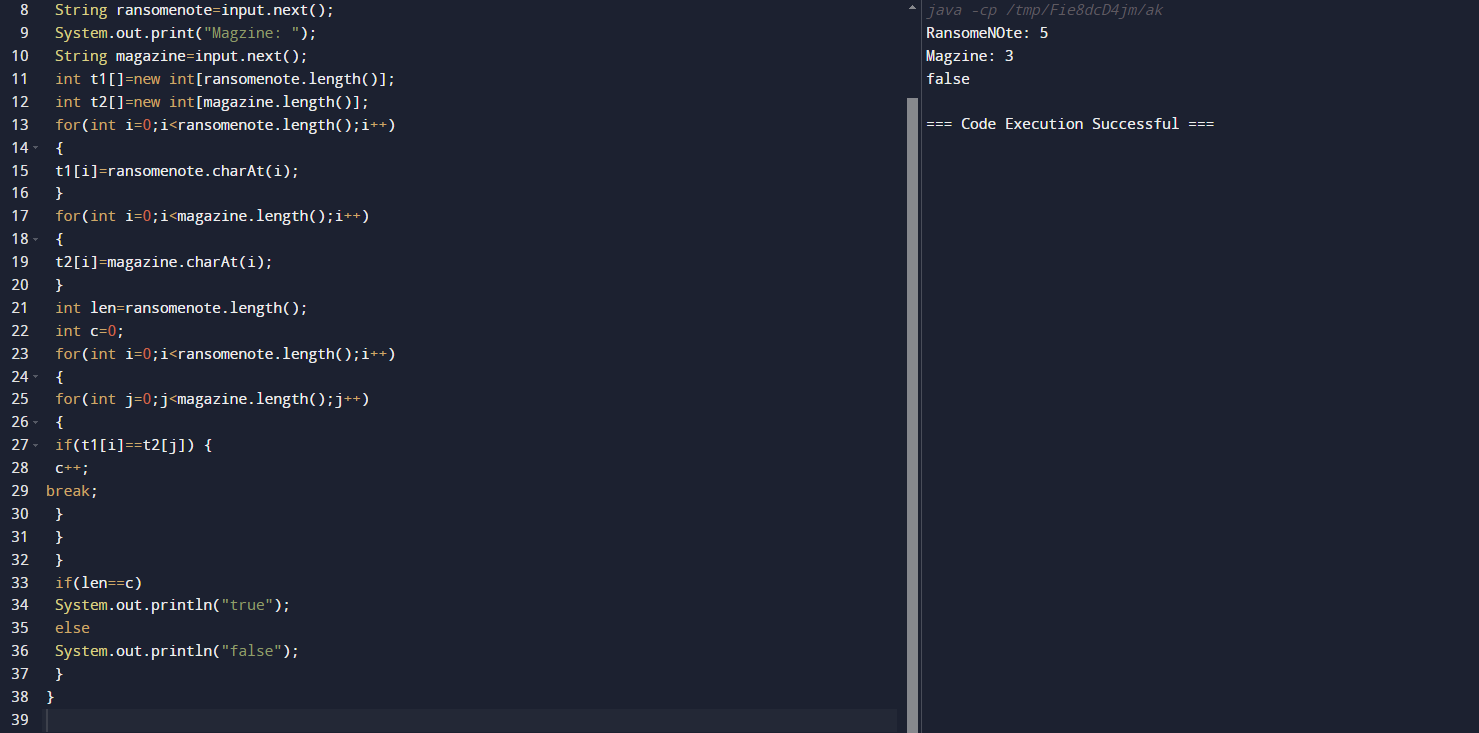 8 String ransomenote=input.next();
9 System.out.print("Magzine: ");
10 String magazine=input.next();
11 int t1[]=new int[ransomenote.length()];
12 int t2[]=new int[magazine.length()];
13 for(int i=0;i<ransomenote.length();i++)
14 {
15 t1[i]=ransomenote.charAt(i);
16 }
17 for(int i=0;i<magazine.length();i++)
18 {
19 t2[i]=magazine.charAt(i);
20 }
21 int len=ransomenote.length();
22 int c=0;
23 for(int i=0;i<ransomenote.length();i++)
24 {
25 for(int j=0;j<magazine.length();j++)
26 {
27 if(t1[i]==t2[j]) {
28 c++;
29 break;
30 }
31 }
32 }
33 if(len==c)
34 System.out.println("true");
35 else
36 System.out.println("false");
37 }
38 }
39
java -cp /tmp/Fie8dcD4jm/ak
RansomeNOte: 5
Magzine: 3
false
=== Code Execution Successful ===